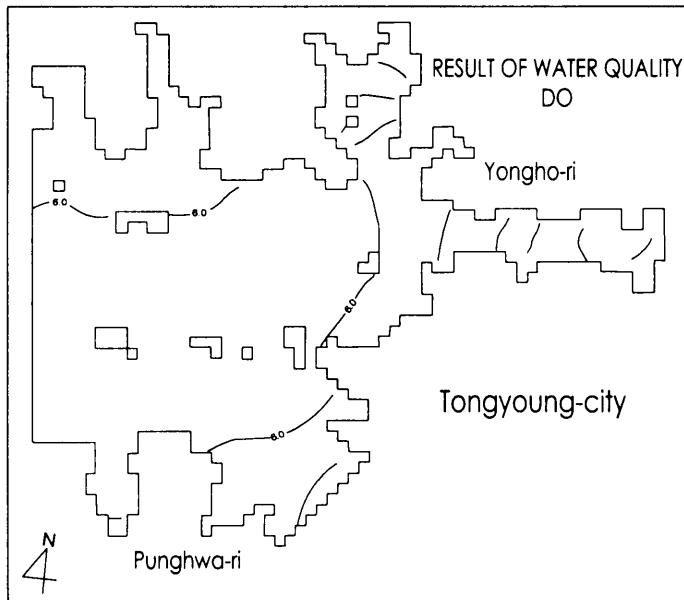 RESULT OF WATER QUALITY
DO
Yongho-ri
6.0
6.0
6.0
Tongyoung-city
6.0
N
Punghwa-ri